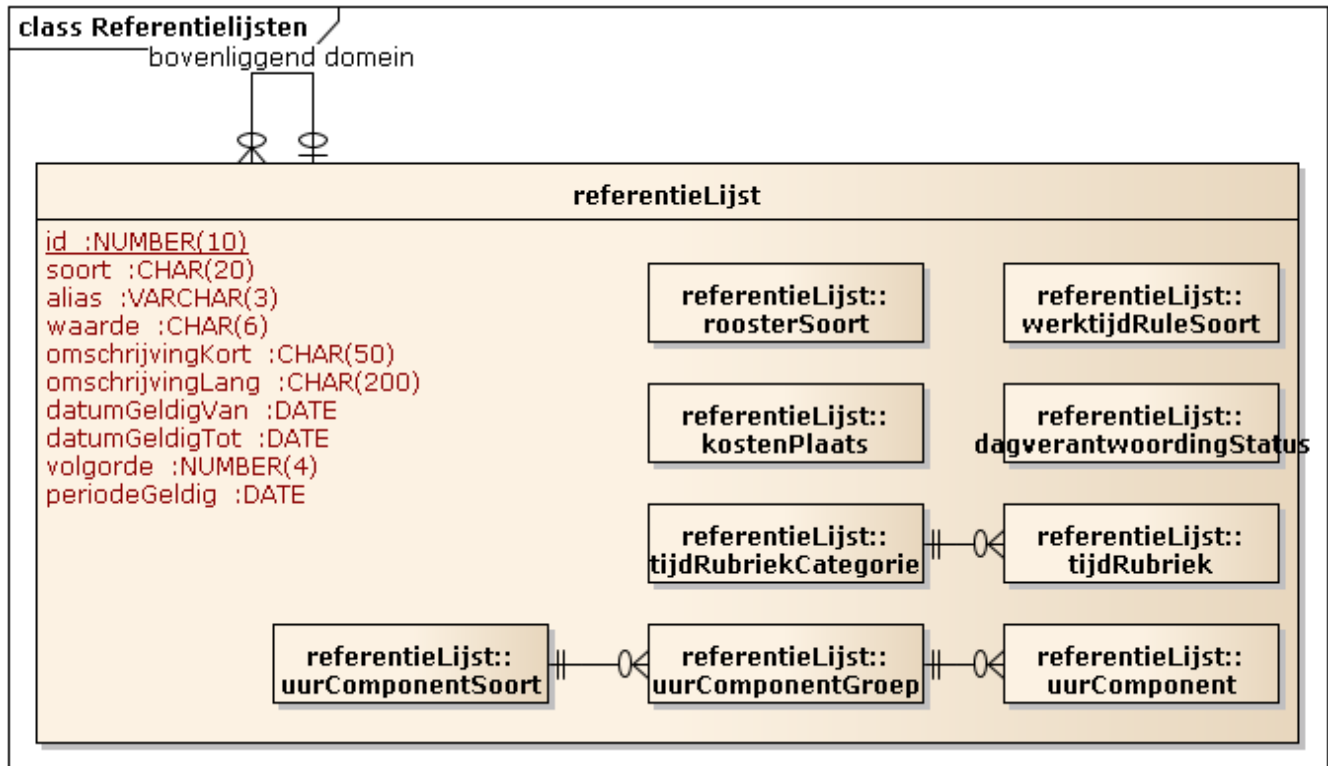 class Referentielijsten
bovenliggend domein
referentieLijst
id :NUMBER(10)
soort :CHAR(20)
alias :VARCHAR(3)
waarde :CHAR(6)
omschrijvingKort :CHAR(50)
omschrijvingLang :CHAR(200)
datumGeldigVan :DATE
datumGeldigTot :DATE
volgorde :NUMBER(4)
periodeGeldig :DATE
referentieLijst::
roosterSoort
referentieLijst::
werktijdRuleSoort
referentieLijst::
kostenPlaats
referentieLijst::
dagverantwoordingStatus
referentieLijst::
tijdRubriekCategorie
referentieLijst::
tijdRubriek
referentieLijst::
uurComponentSoort
referentieLijst::
uurComponentGroep
referentieLijst::
uurComponent